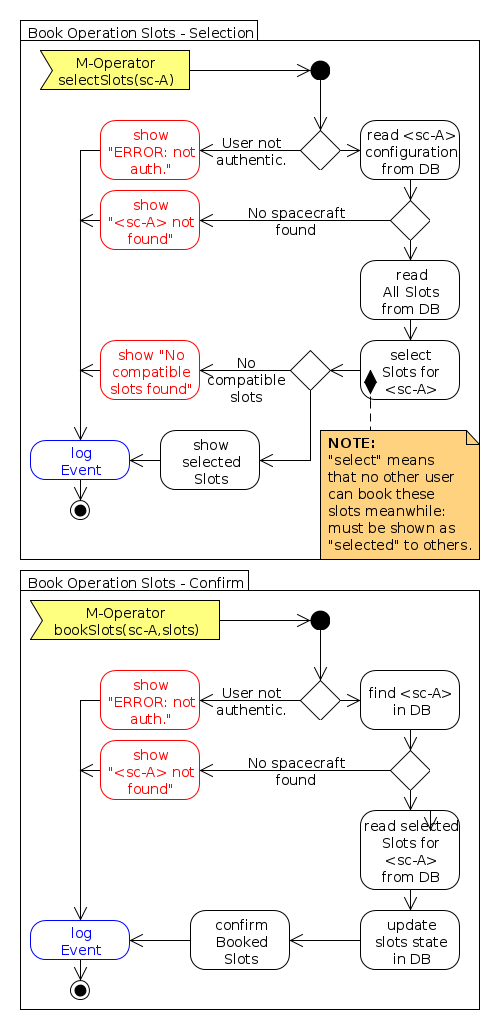 Book Operation Slots - Selection
M-Operator
selectSlots(sc-A)
show
"ERROR: not
auth."
User not
authentic.
read <sc-A>
configuration
from DB
show
"<sc-A> not
found"
No spacecraft
found
read
All Slots
from DB
show "No
compatible
slots found"
No
compatible
slots
select
Slots for
<sc-A>
log
Event
show
selected
Slots
NOTE:
"select" means
that no other user
can book these
slots meanwhile:
must be shown as
"selected" to others.
Book Operation Slots - Confirm
M-Operator
bookSlots(sc-A,slots)
show
"ERROR: not
auth."
User not
authentic.
find <sc-A>
in DB
show
"<sc-A> not
found"
No spacecraft
found
read selected
Slots for
<sc-A>
from DB
log
Event
confirm
Booked
Slots
update
slots state
in DB